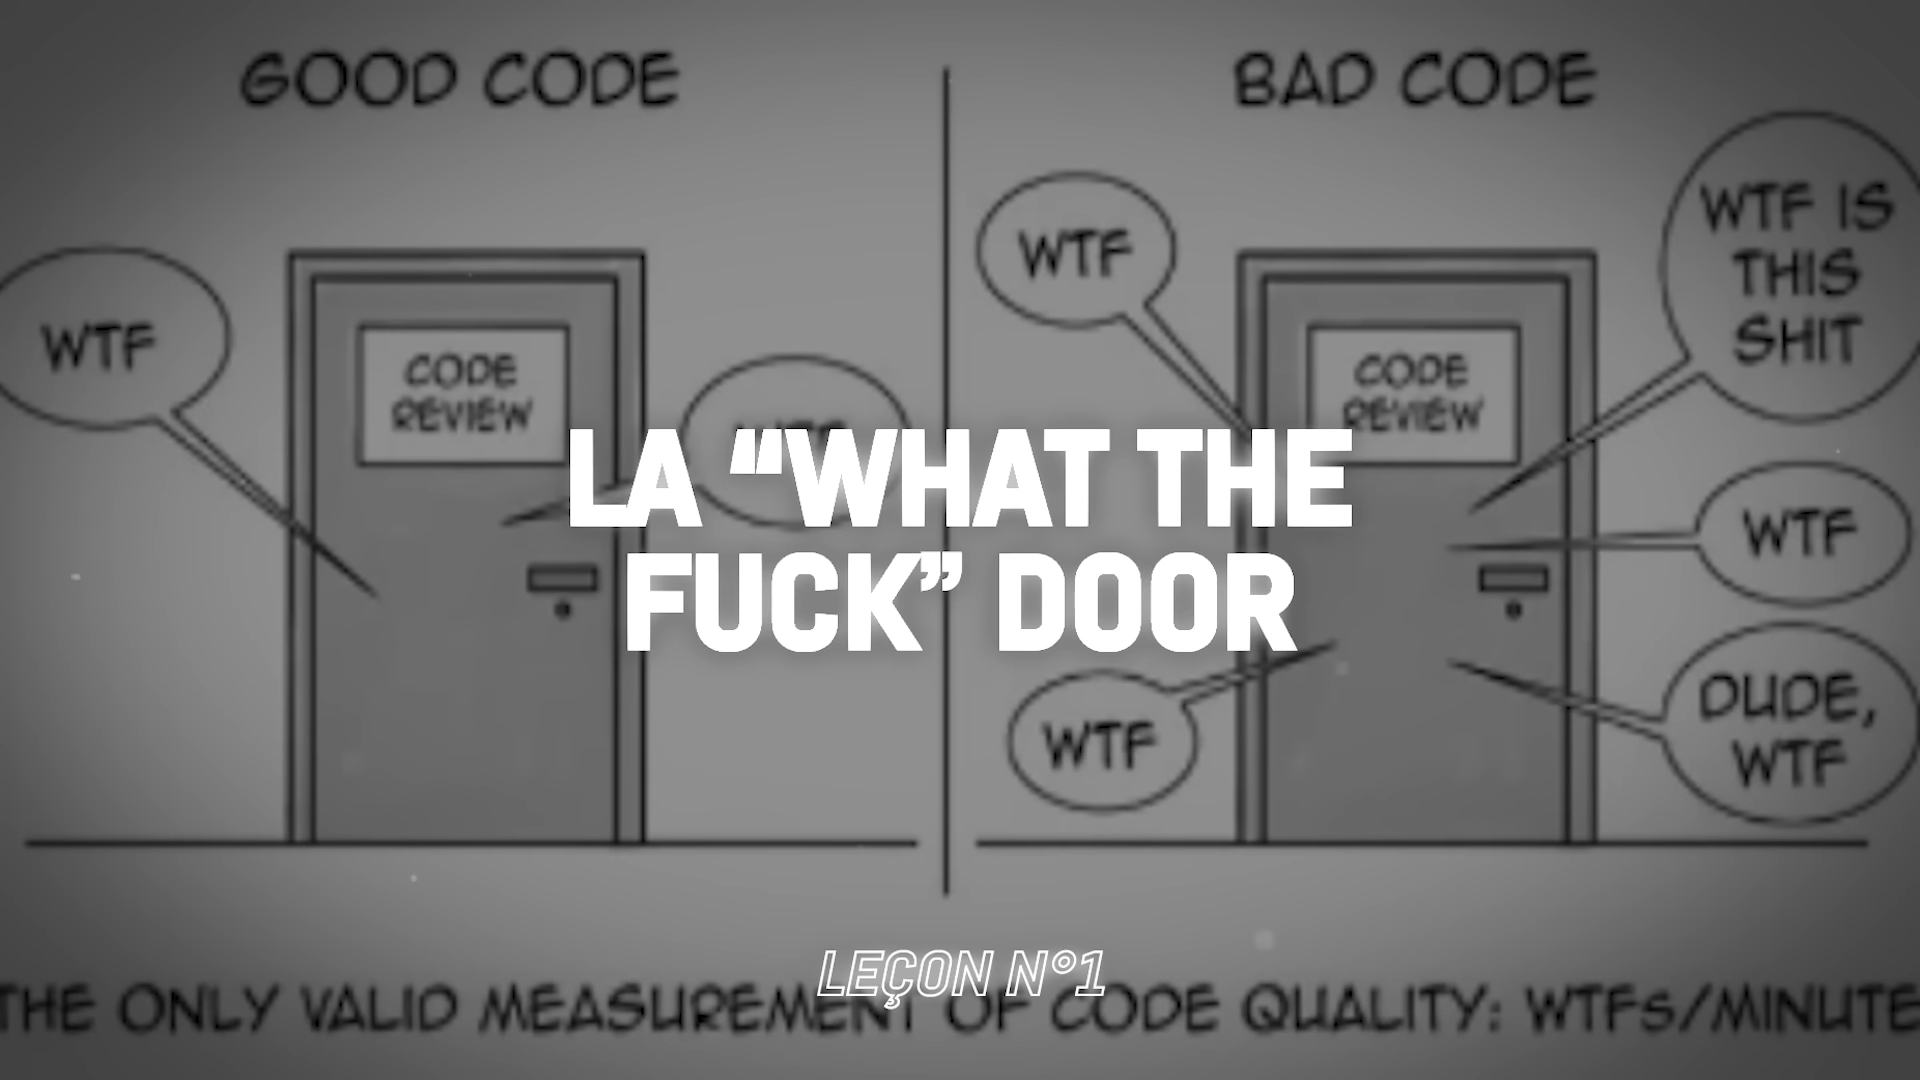 GOOD CODE
BAD CODE
WTF
CODE
REVIEW
WTF
WTF IS
THIS
SHIT
CODE
REVIEW
LA “WHAT THE
FUCK” DOOR
WTF
WTF
DUDE,
WTF
LEÇON N°1
THE ONLY VALID MEASUREMENT OF CODE QUALITY: WTFs/MINUTE